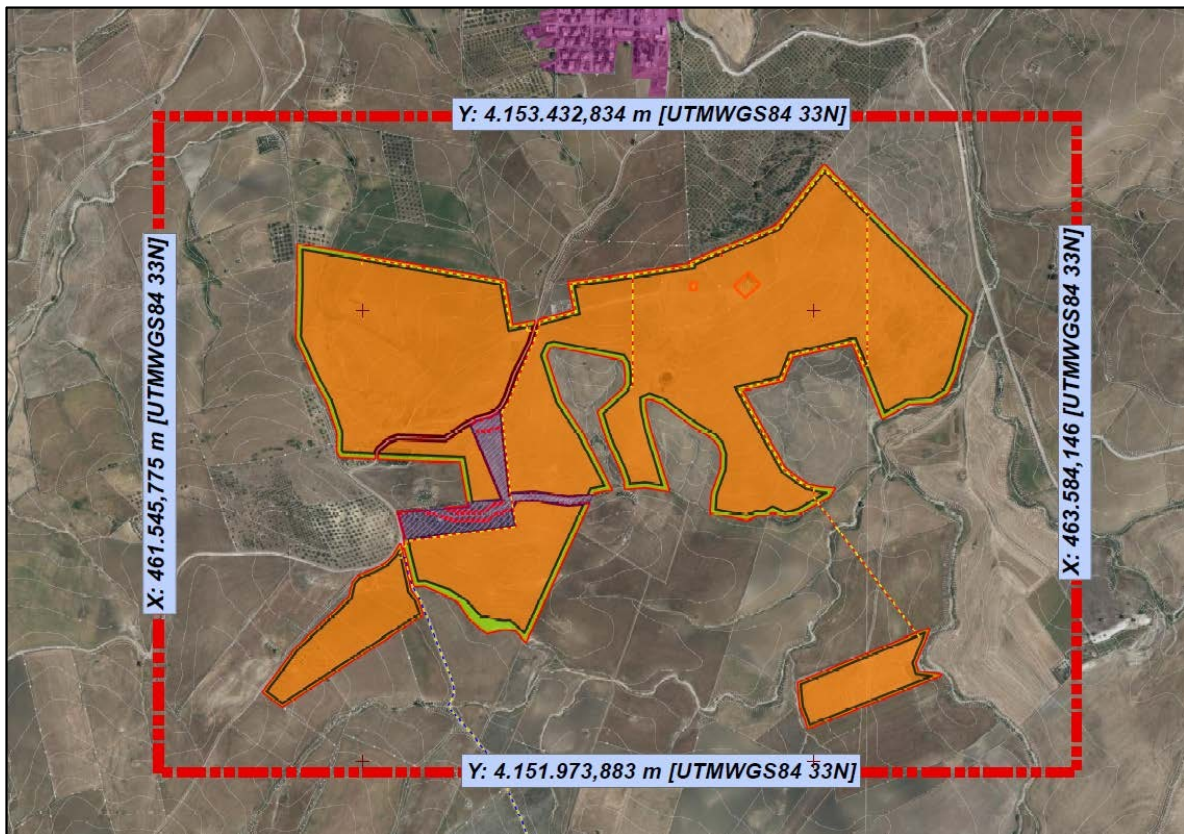 Y: 4.153.432,834 m [UTMWGS84 33N]
X: 461.545,775 m [UTMWGS84 33N]
X: 463.584,146 [UTMWGS84 33N]
Y: 4.151.973,883 m [UTMWGS84 33N]